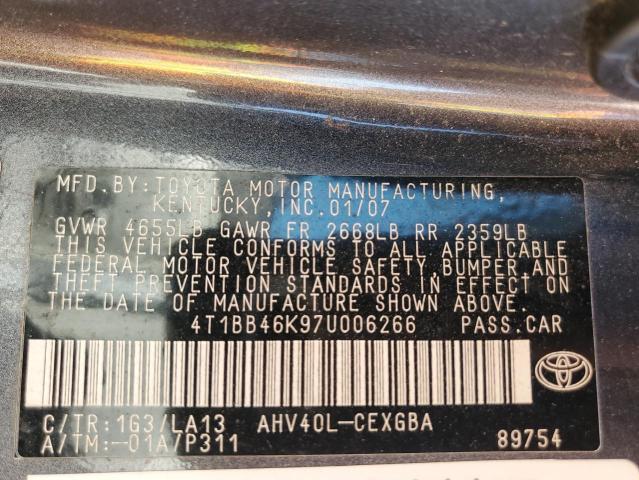 MFD.BY:TOYOTA MOTOR MANUFACTURING,
KENTUCKY,INC.01/07
GVWR 4655LB GAWR FR 2668LB RR 2359LB
THIS VEHICLE CONFORMS TO ALL APPLICABLE
FEDERAL MOTOR VEHICLE SAFETY,BUMPER,AND
THEFT PREVENTION STANDARDS IN EFFECT ON
THE DATE OF MANUFACTURE SHOWN ABOVE.
4T1BB46K97U006266 PASS.CAR
C/TR:1G3/LA13 AHV40L-CEXGBA
A/TM:-01A/P311 89754